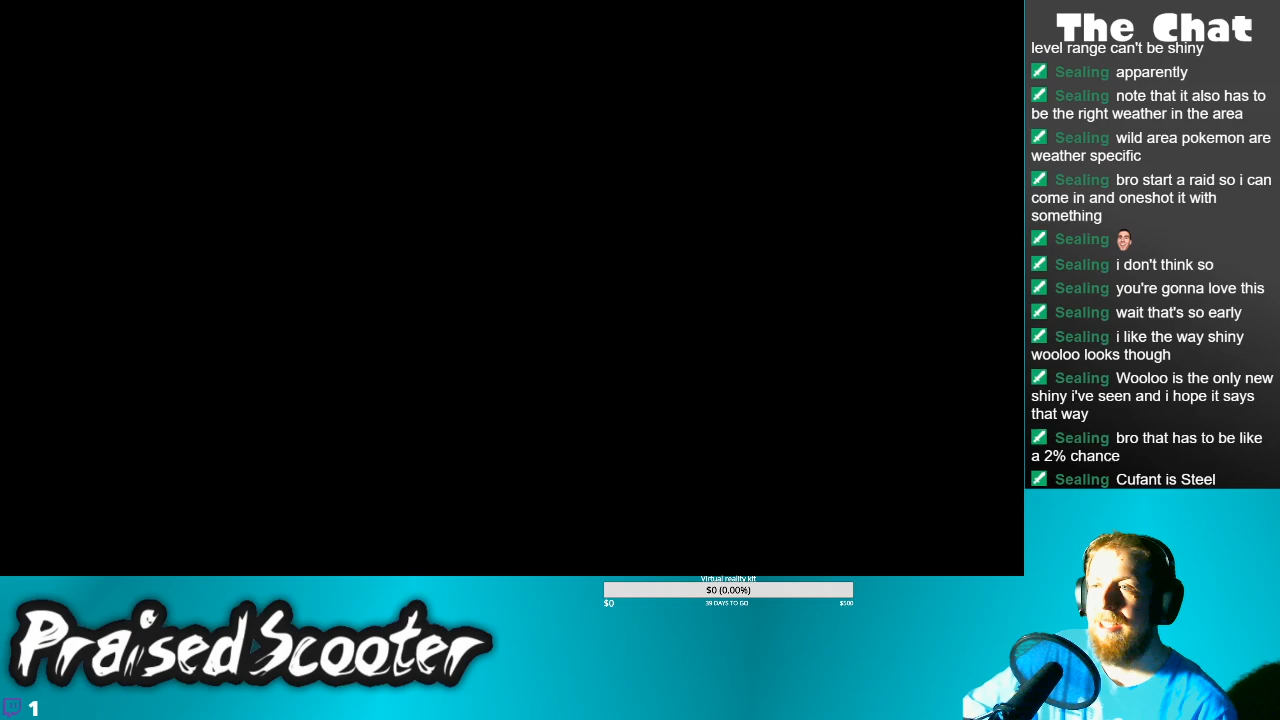 The Chat
level range can't be shiny
Sealing apparently
Sealing note that it also has to
be the right weather in the area
Sealing wild area pokemon are
weather specific
Sealing bro start a raid so i can
come in and oneshot it with
something
Sealing
Sealing i don't think so
Sealing you're gonna love this
Sealing wait that's so early
Sealing i like the way shiny
wooloo looks though
Sealing Wooloo is the only new
shiny i've seen and i hope it says
that way
Sealing bro that has to be like
a 2% chance
Sealing Cufant is Steel
Virtual reality kit
$0 (0.00%)
$0 39 DAYS TO GO $500
PraisedScooter
1